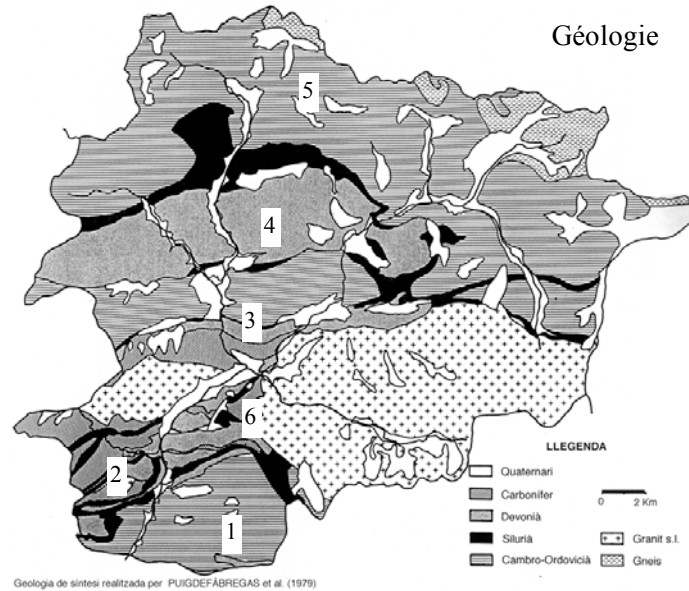 Géologie
5
4
3
6
2
1
LLEGENDA
Quaternari
Carbonífer
Devonià
Silurià
Cambro-Ordovicià
0 2 Km
Granit s.l.
Gneis
Geologia de síntesi realitzada per PUIGDEFÀBREGAS et al. (1979)